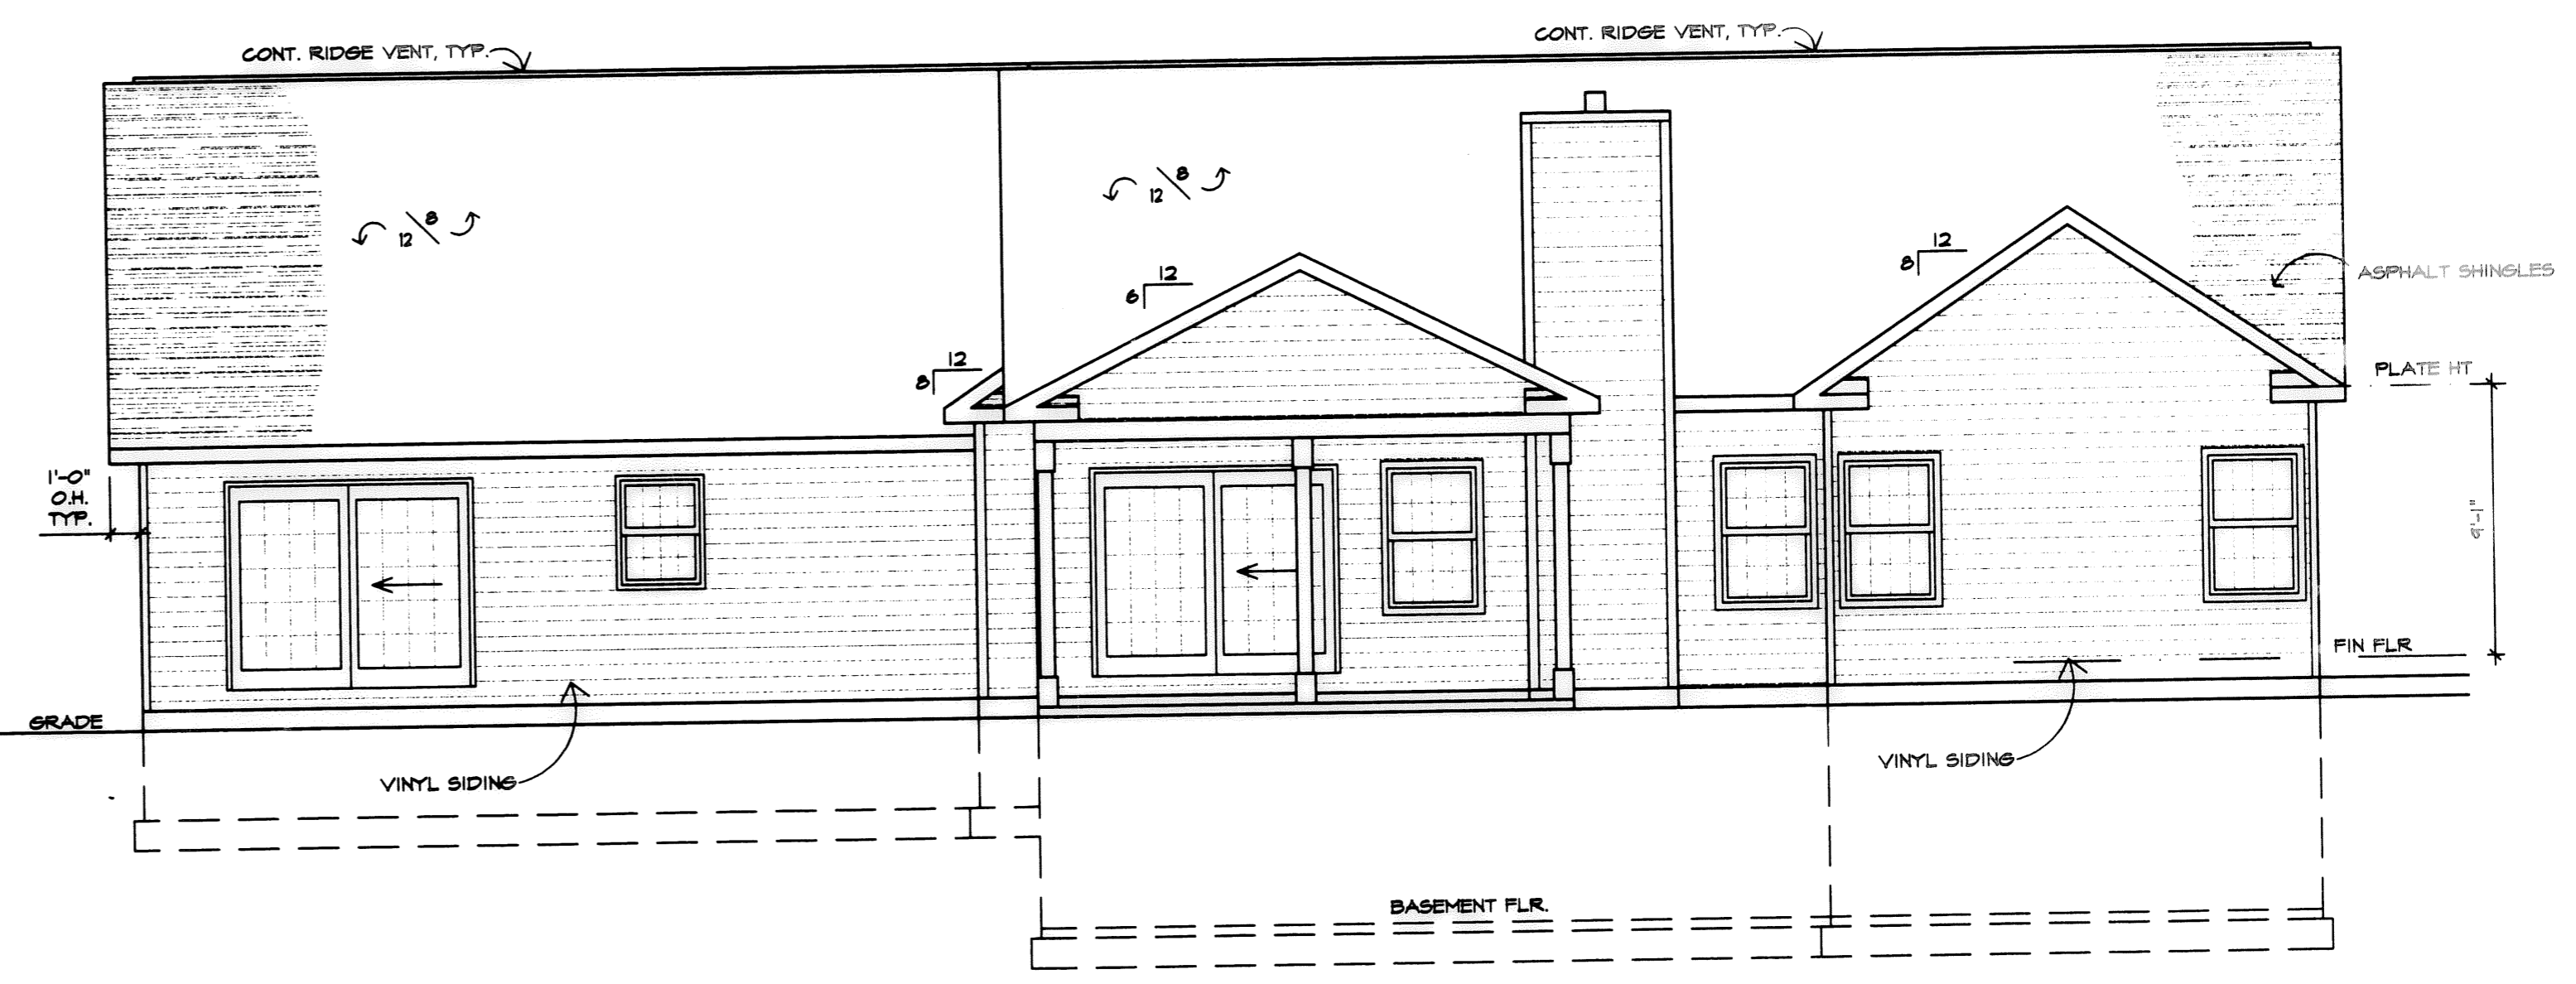 CONT. RIDGE VENT, TYP.
CONT. RIDGE VENT, TYP.
12 8
12 8
12
8
12
6
12
8
ASPHALT SHINGLES
PLATE HT
1'-0"
O.H.
TYP.
9'-1"
FIN FLR
GRADE
VINYL SIDING
VINYL SIDING
BASEMENT FLR.